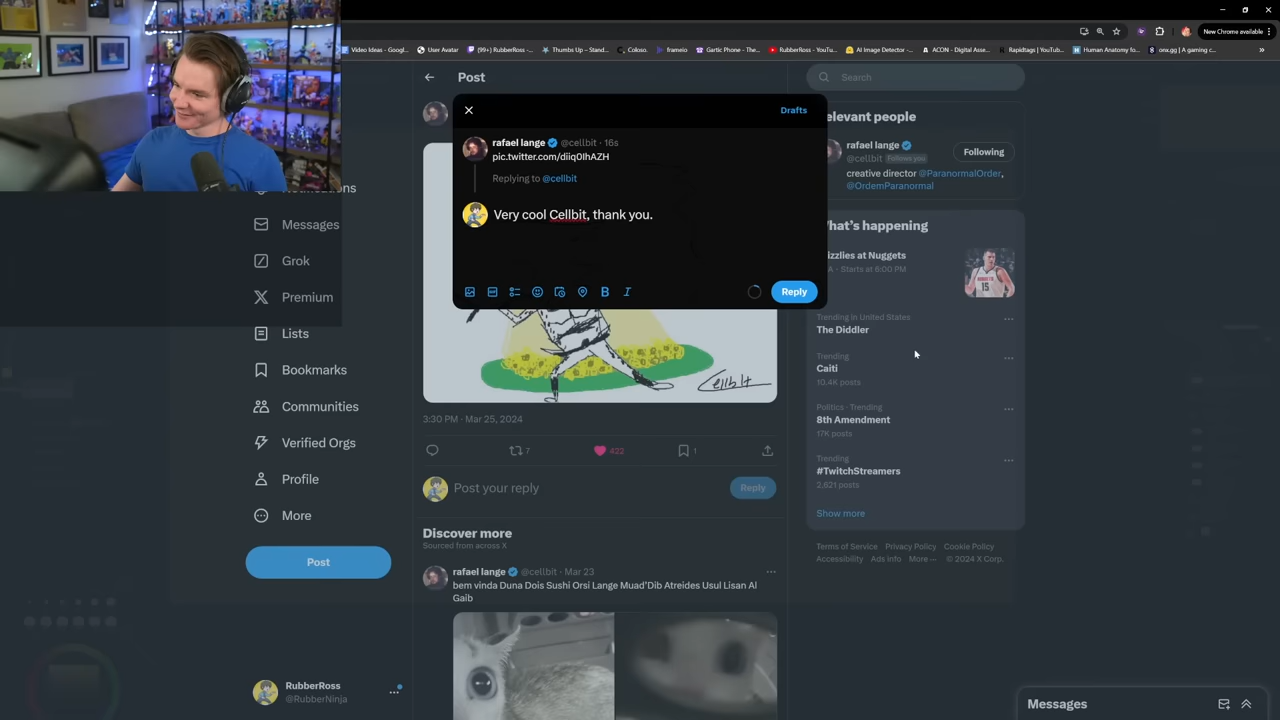 New Chrome available
Video Ideas - Googl...
User Avatar
(99+) RubberRoss -...
Thumbs Up - Stand...
Coloso.
frameio
Gartic Phone - The...
RubberRoss - YouTu...
AI Image Detector -...
ACON - Digital Asse...
Rapidtags | YouTub...
Human Anatomy fo...
onx.gg | A gaming c...
»
Post
Search
Drafts
rafael lange @cellbit · 16s
pic.twitter.com/diiq0IhAZH
Replying to @cellbit
Very cool Cellbit, thank you.
Reply
Relevant people
rafael lange
@cellbit Follows you
Following
creative director @ParanormalOrder,
@OrdemParanormal
Notifications
Messages
Grok
Premium
Lists
Bookmarks
Communities
Verified Orgs
Profile
More
Post
RubberRoss
@RubberNinja
What's happening
Grizzlies at Nuggets
Starts at 6:00 PM
15
Trending in United States
The Diddler
Trending
Caiti
10.4K posts
Politics · Trending
8th Amendment
17K posts
Trending
#TwitchStreamers
2,621 posts
Show more
Terms of Service Privacy Policy Cookie Policy
Accessibility Ads info More ··· © 2024 X Corp.
Cellbit
3:30 PM · Mar 25, 2024
7
422
1
Post your reply
Reply
Discover more
Sourced from across X
rafael lange @cellbit · Mar 23
bem vinda Duna Dois Sushi Orsi Lange Muad'Dib Atreides Usul Lisan Al
Gaib
Messages